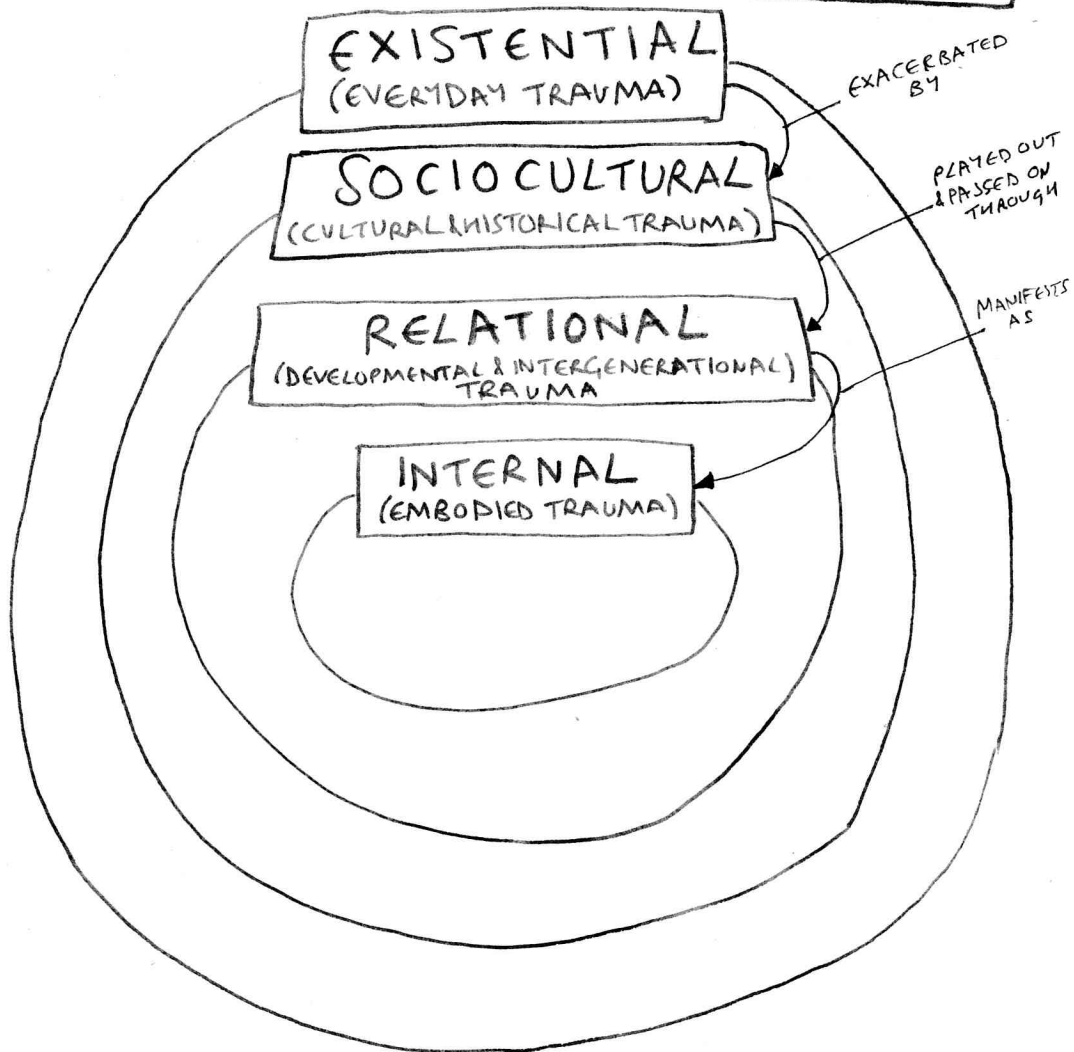 EXISTENTIAL
(EVERYDAY TRAUMA)
EXACERBATED
BY
SOCIOCULTURAL
(CULTURAL & HISTORICAL TRAUMA)
PLAYED OUT
& PASSED ON
THROUGH
RELATIONAL
(DEVELOPMENTAL & INTERGENERATIONAL)
TRAUMA
MANIFESTS
AS
INTERNAL
(EMBODIED TRAUMA)